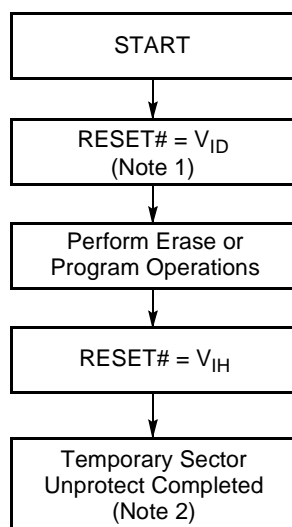 START
RESET# = VID
(Note 1)
Perform Erase or
Program Operations
RESET# = VIH
Temporary Sector
Unprotect Completed
(Note 2)